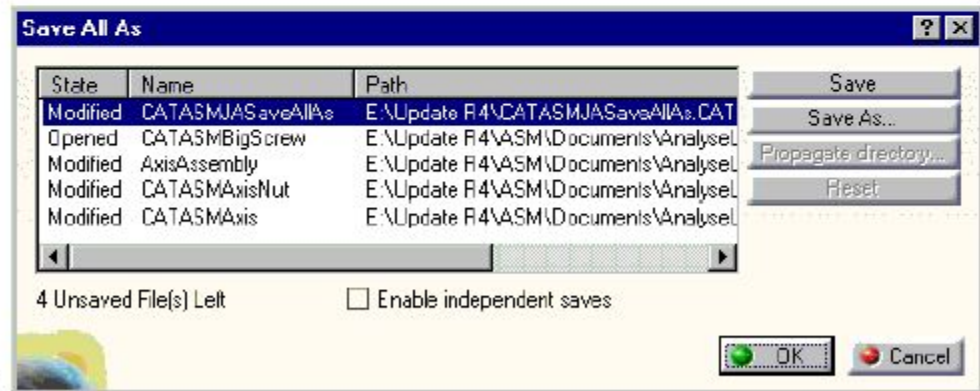 Save All As
State Name Path Save
Modified CATASMJASaveAllAs E:\Update R4\CATASMJASaveAllAs.CAT Save As...
Opened CATASMBigScrew E:\Update R4\ASM\Documents\AnalyseL
Modified AxisAssembly E:\Update R4\ASM\Documents\AnalyseL Propagate directory...
Modified CATASMAxisNut E:\Update R4\ASM\Documents\AnalyseL Reset
Modified CATASMAxis E:\Update R4\ASM\Documents\AnalyseL
4 Unsaved File(s) Left Enable independent saves
OK Cancel